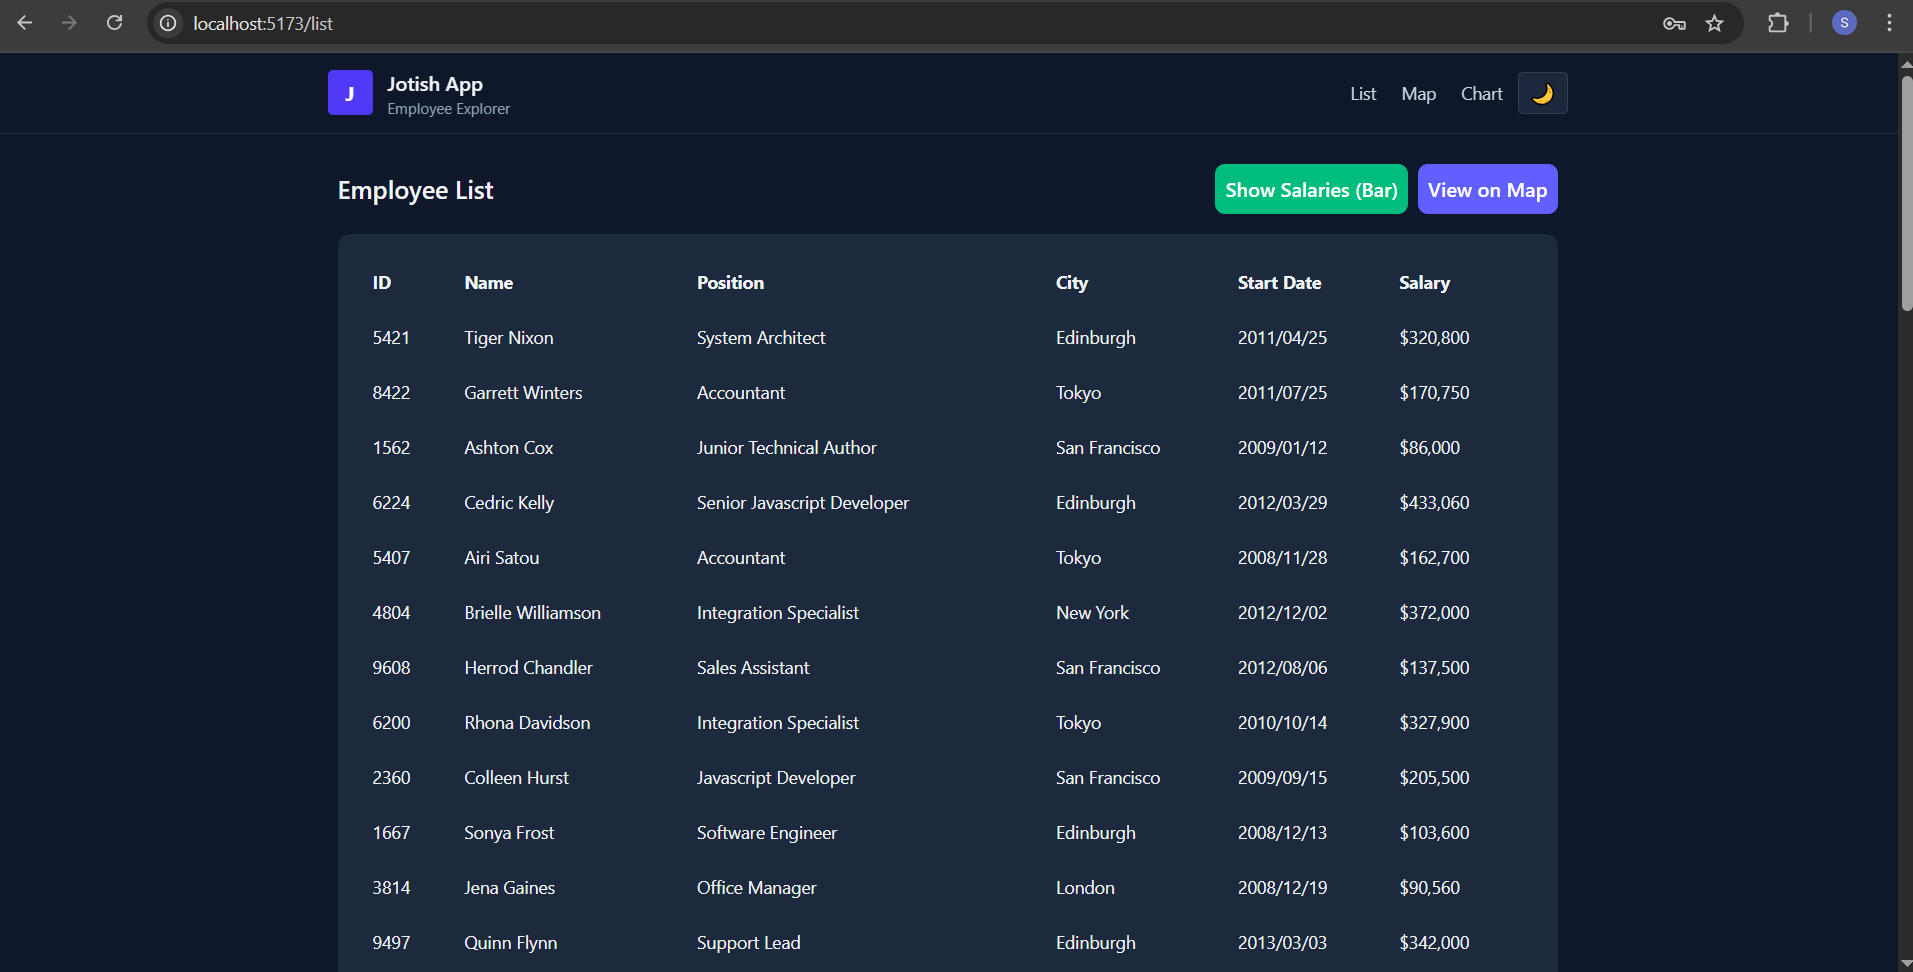 localhost:5173/list
S
J
Jotish App
Employee Explorer
List Map Chart
Employee List
Show Salaries (Bar) View on Map
ID Name Position City Start Date Salary
5421 Tiger Nixon System Architect Edinburgh 2011/04/25 $320,800
8422 Garrett Winters Accountant Tokyo 2011/07/25 $170,750
1562 Ashton Cox Junior Technical Author San Francisco 2009/01/12 $86,000
6224 Cedric Kelly Senior Javascript Developer Edinburgh 2012/03/29 $433,060
5407 Airi Satou Accountant Tokyo 2008/11/28 $162,700
4804 Brielle Williamson Integration Specialist New York 2012/12/02 $372,000
9608 Herrod Chandler Sales Assistant San Francisco 2012/08/06 $137,500
6200 Rhona Davidson Integration Specialist Tokyo 2010/10/14 $327,900
2360 Colleen Hurst Javascript Developer San Francisco 2009/09/15 $205,500
1667 Sonya Frost Software Engineer Edinburgh 2008/12/13 $103,600
3814 Jena Gaines Office Manager London 2008/12/19 $90,560
9497 Quinn Flynn Support Lead Edinburgh 2013/03/03 $342,000